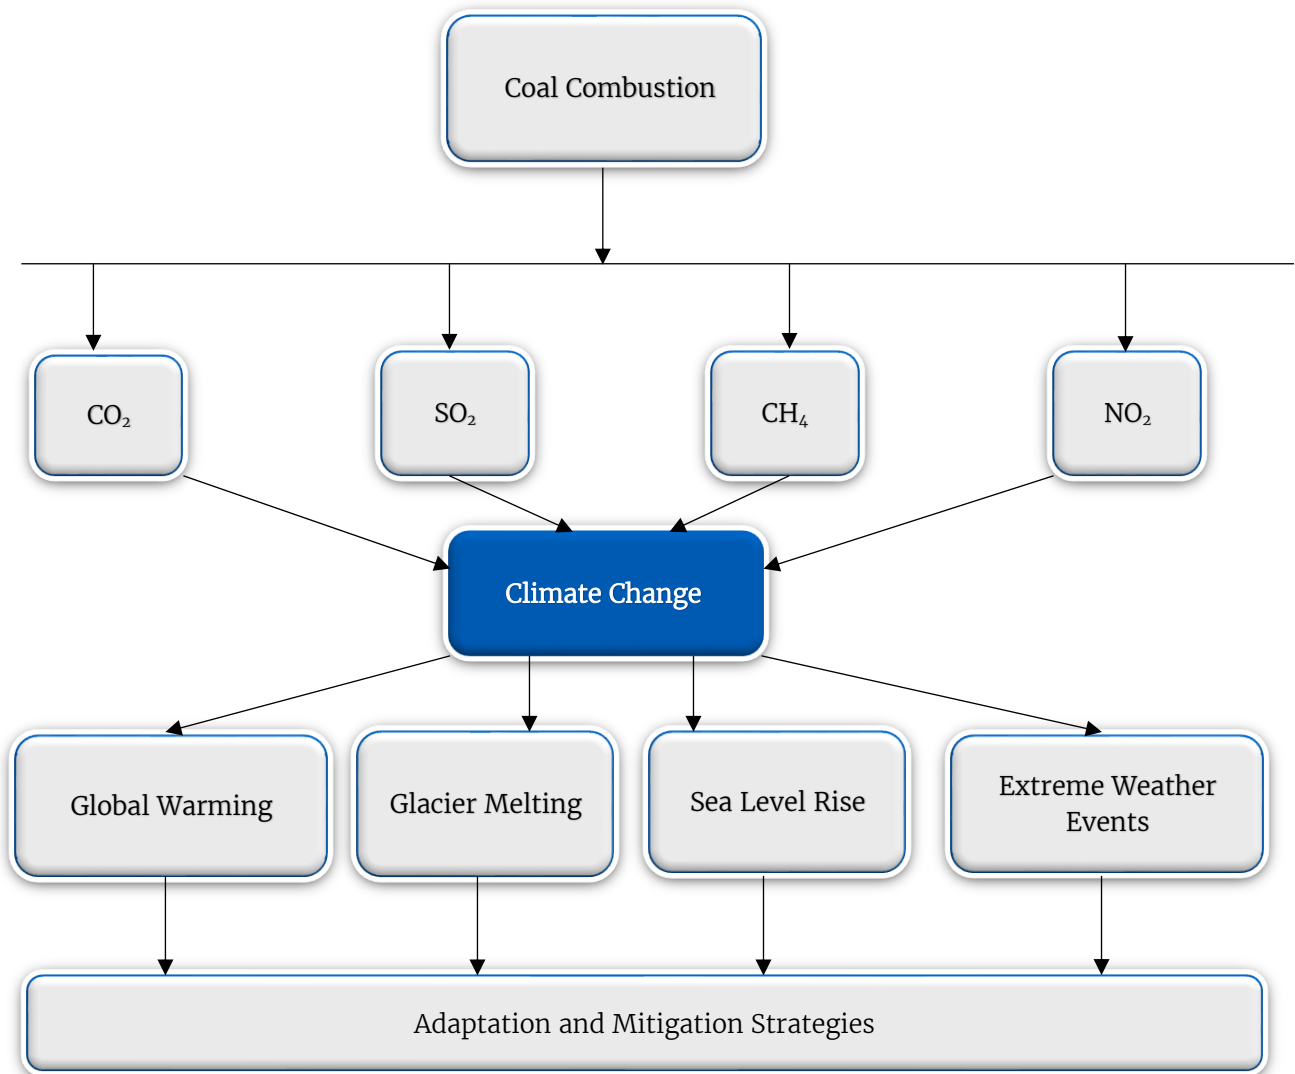 Coal Combustion
CO₂
SO₂
CH₄
NO₂
Climate Change
Global Warming
Glacier Melting
Sea Level Rise
Extreme Weather
Events
Adaptation and Mitigation Strategies